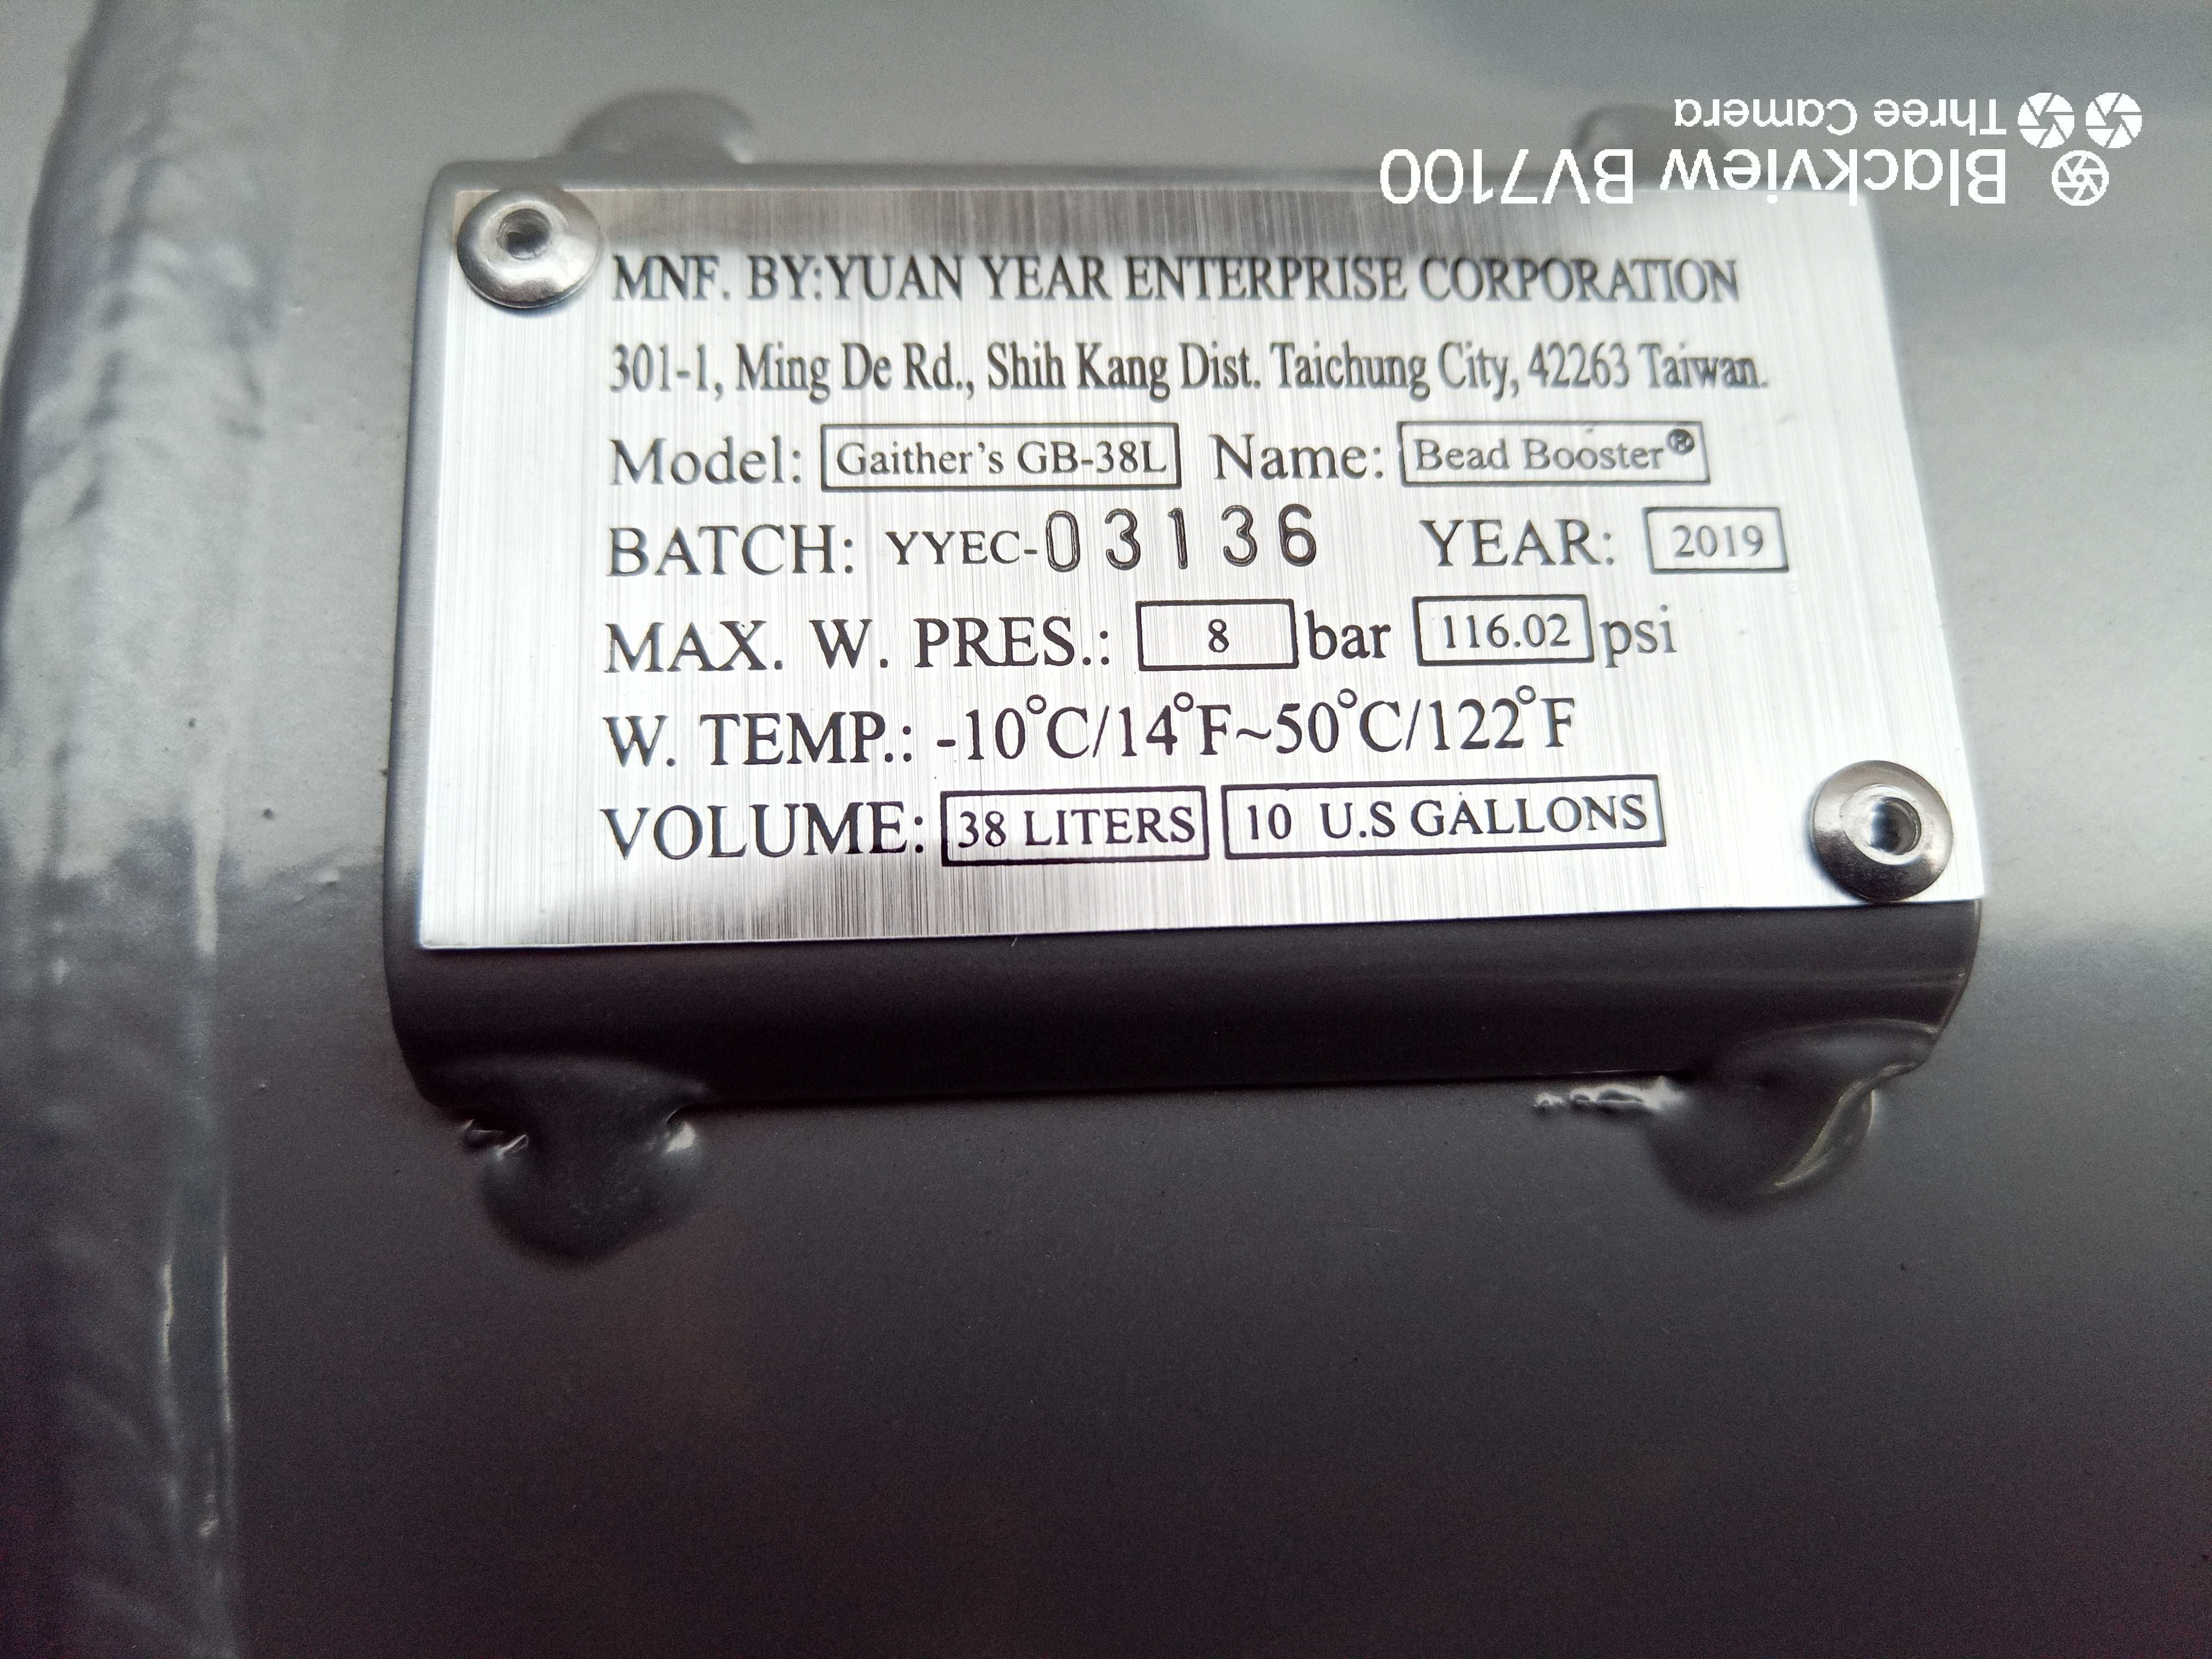 MNF. BY:YUAN YEAR ENTERPRISE CORPORATION
301-1, Ming De Rd., Shih Kang Dist. Taichung City, 42263 Taiwan.
Model: Gaither's GB-38L Name: Bead Booster®
BATCH: YYEC-03136 YEAR: 2019
MAX. W. PRES.: 8 bar 116.02 psi
W. TEMP.: -10°C/14°F~50°C/122°F
VOLUME: 38 LITERS 10 U.S GALLONS
Blackview BV7100
Three Camera